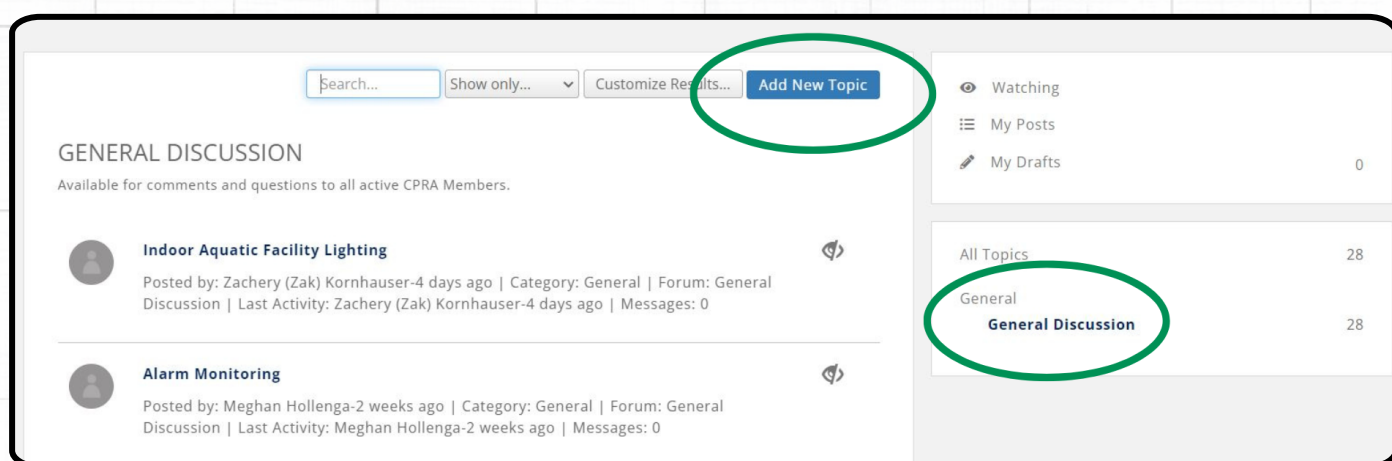 Search... Show only... Customize Results... Add New Topic
GENERAL DISCUSSION
Available for comments and questions to all active CPRA Members.
Indoor Aquatic Facility Lighting
Posted by: Zachery (Zak) Kornhauser-4 days ago | Category: General | Forum: General
Discussion | Last Activity: Zachery (Zak) Kornhauser-4 days ago | Messages: 0
Alarm Monitoring
Posted by: Meghan Hollenga-2 weeks ago | Category: General | Forum: General
Discussion | Last Activity: Meghan Hollenga-2 weeks ago | Messages: 0
Watching
My Posts
My Drafts 0
All Topics 28
General
General Discussion 28